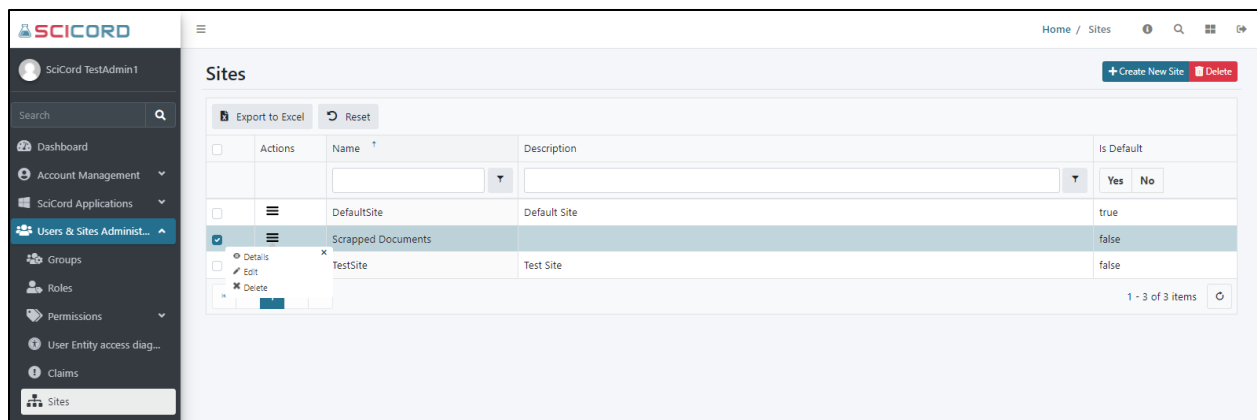 SCICORD
Home / Sites
SciCord TestAdmin1
Sites
Create New Site
Delete
Search
Export to Excel
Reset
Dashboard
Actions
Name
Description
Is Default
Account Management
Yes
No
SciCord Applications
DefaultSite
Default Site
true
Users & Sites Administ...
Scrapped Documents
false
Groups
Details
Edit
Delete
TestSite
Test Site
false
Roles
1 - 3 of 3 items
Permissions
User Entity access diag...
Claims
Sites